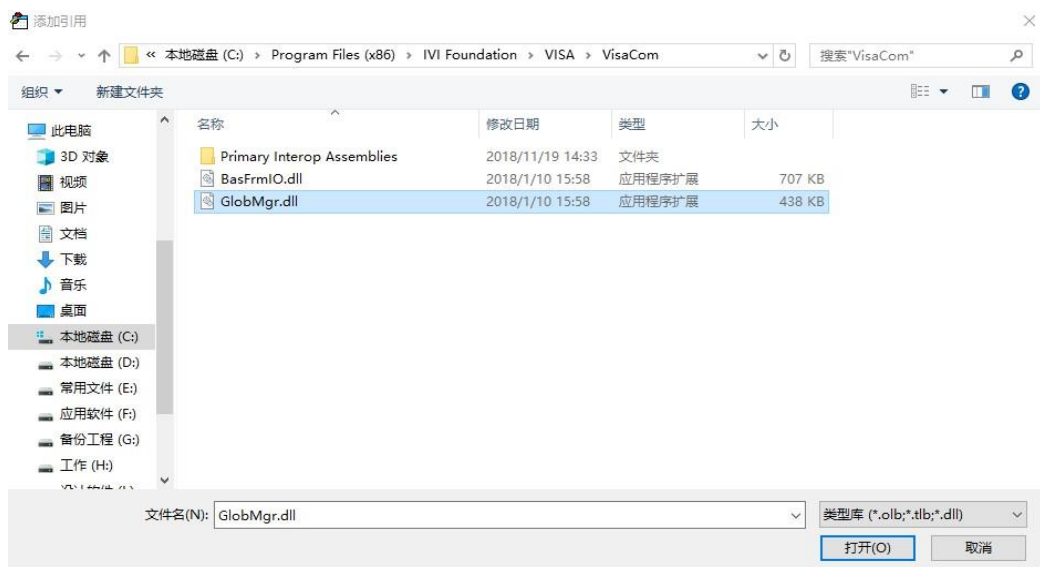 添加引用
« 本地磁盘 (C:) › Program Files (x86) › IVI Foundation › VISA › VisaCom
搜索"VisaCom"
组织 新建文件夹
名称 修改日期 类型 大小
Primary Interop Assemblies 2018/11/19 14:33 文件夹
BasFrmIO.dll 2018/1/10 15:58 应用程序扩展 707 KB
GlobMgr.dll 2018/1/10 15:58 应用程序扩展 438 KB
此电脑
3D 对象
视频
图片
文档
下载
音乐
桌面
本地磁盘 (C:)
本地磁盘 (D:)
常用文件 (E:)
应用软件 (F:)
备份工程 (G:)
工作 (H:)
文件名(N): GlobMgr.dll
类型库 (*.olb;*.tlb;*.dll)
打开(O) 取消